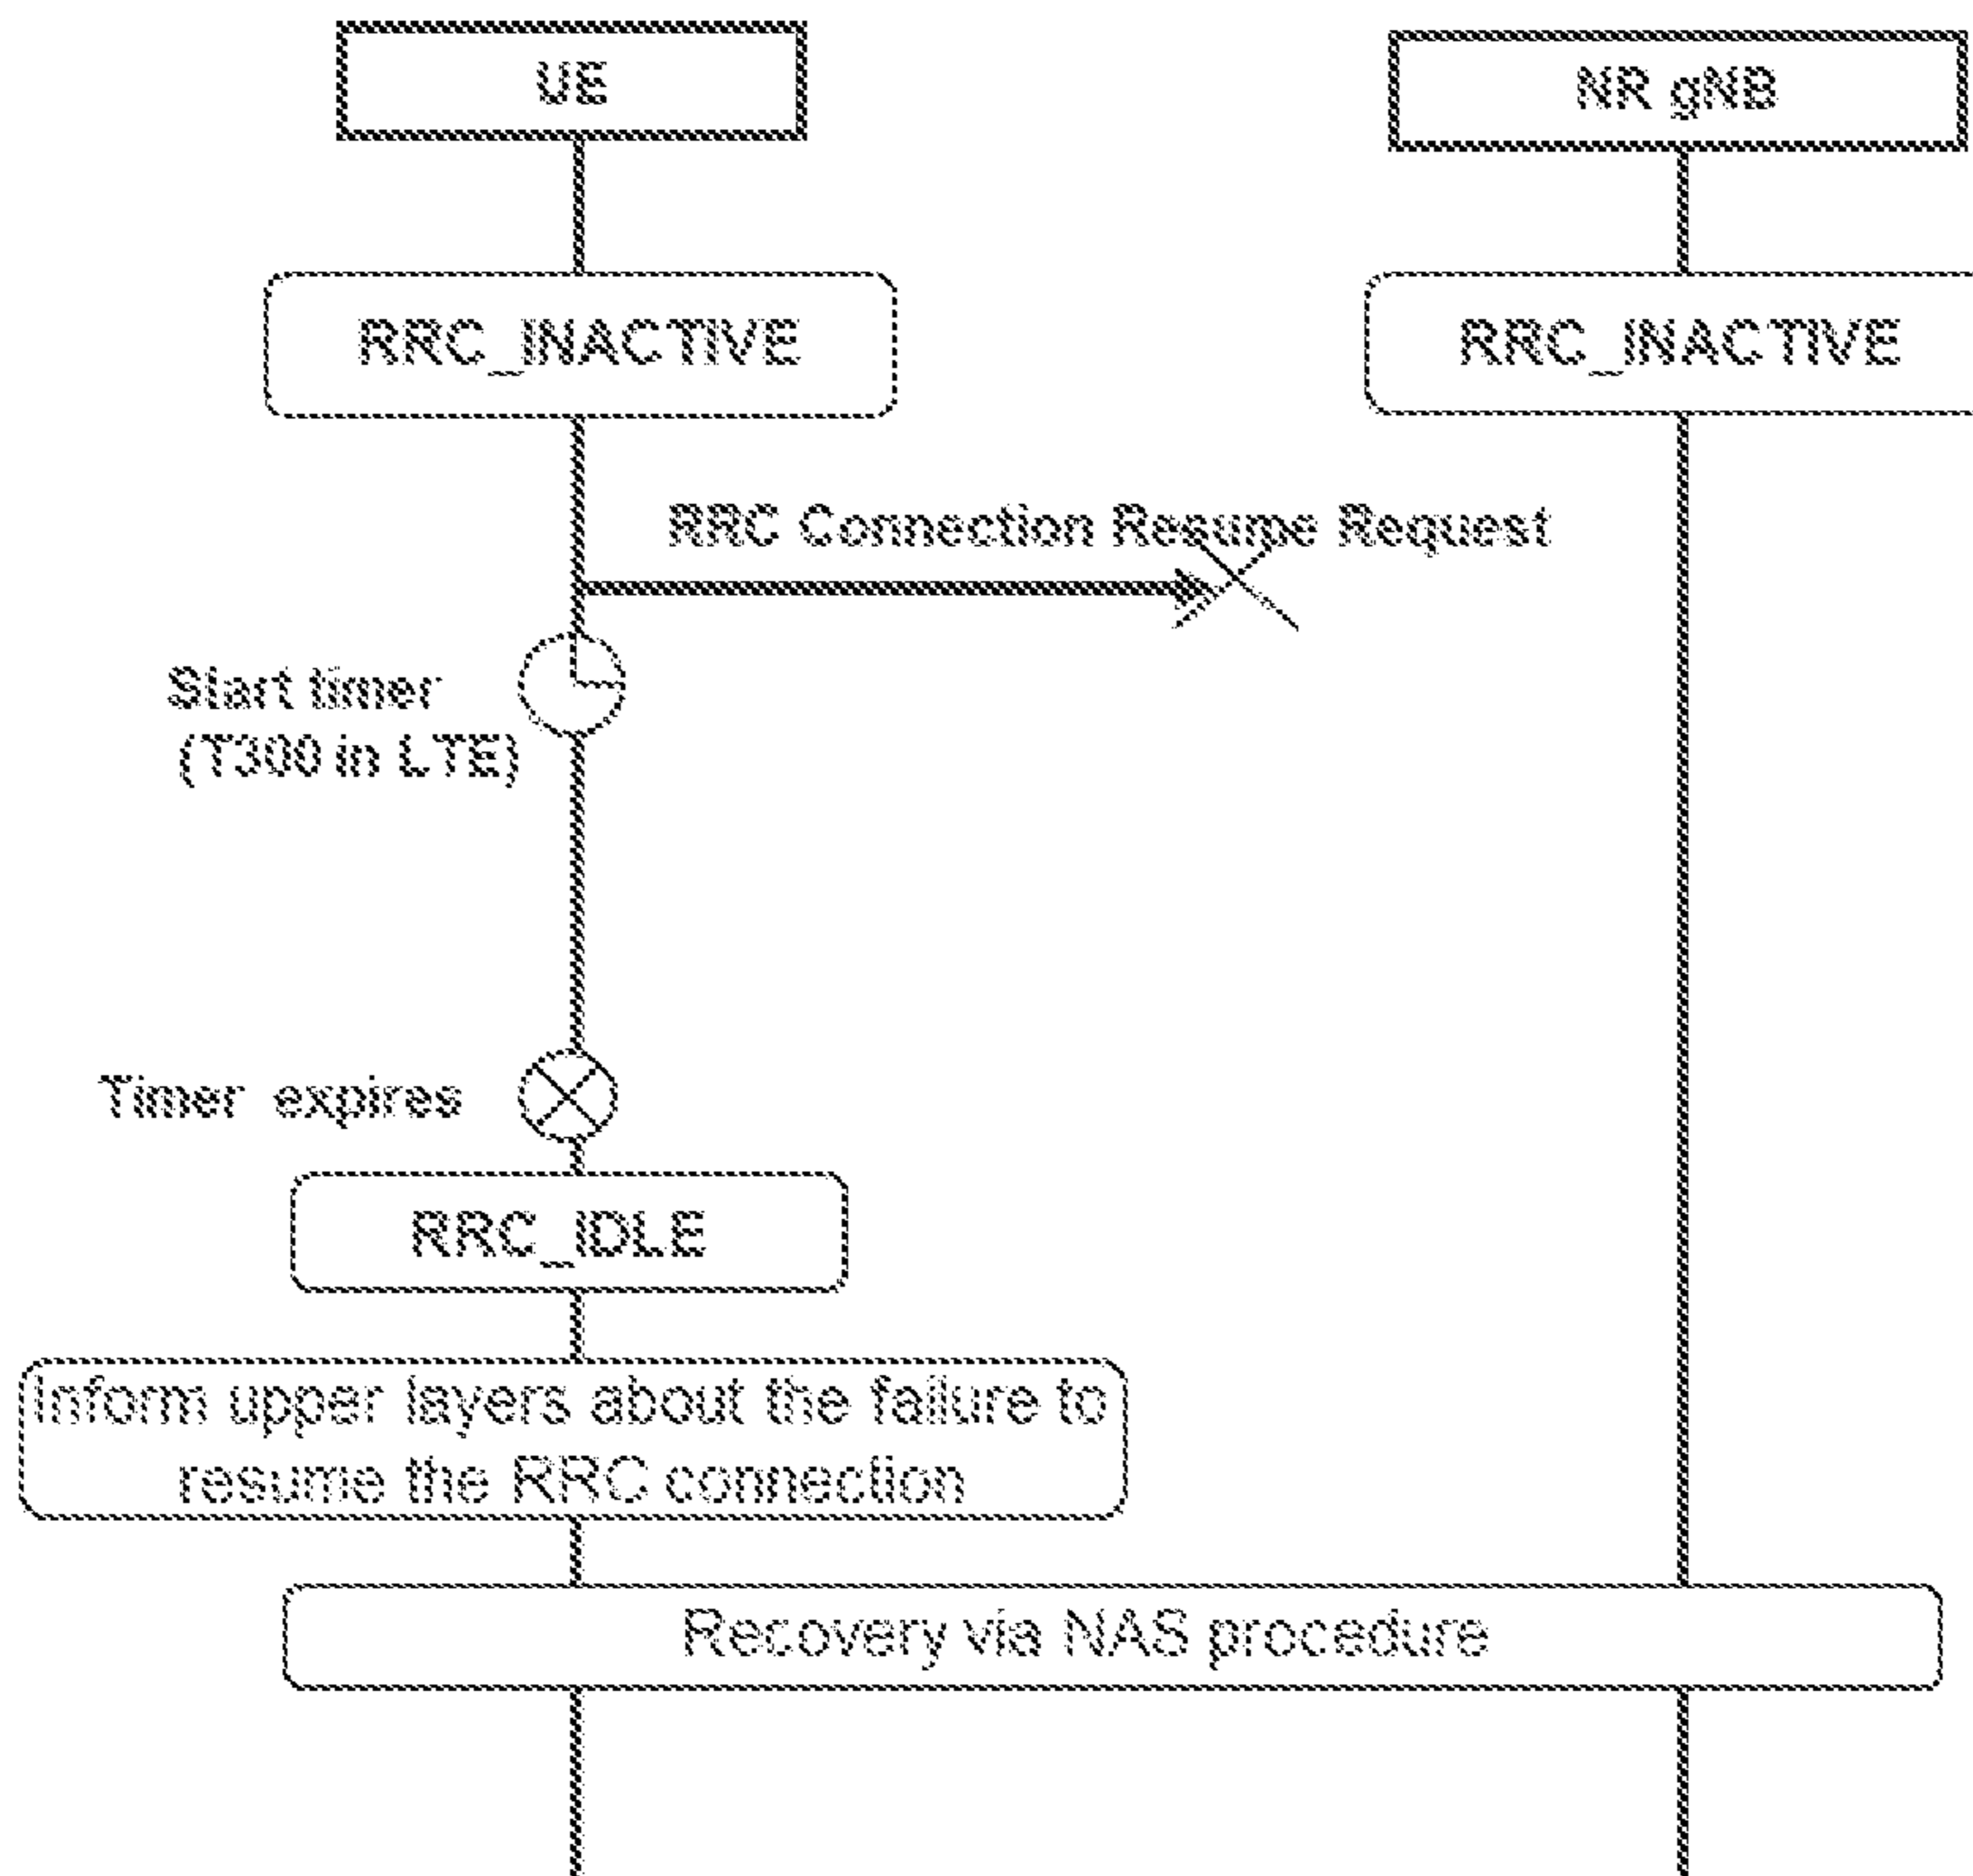 UE
NR gNB
RRC_INACTIVE
RRC_INACTIVE
RRC Connection Resume Request
Start timer
(T300 in LTE)
Timer expires
RRC_IDLE
Inform upper layers about the failure to
resume the RRC connection
Recovery via NAS procedure